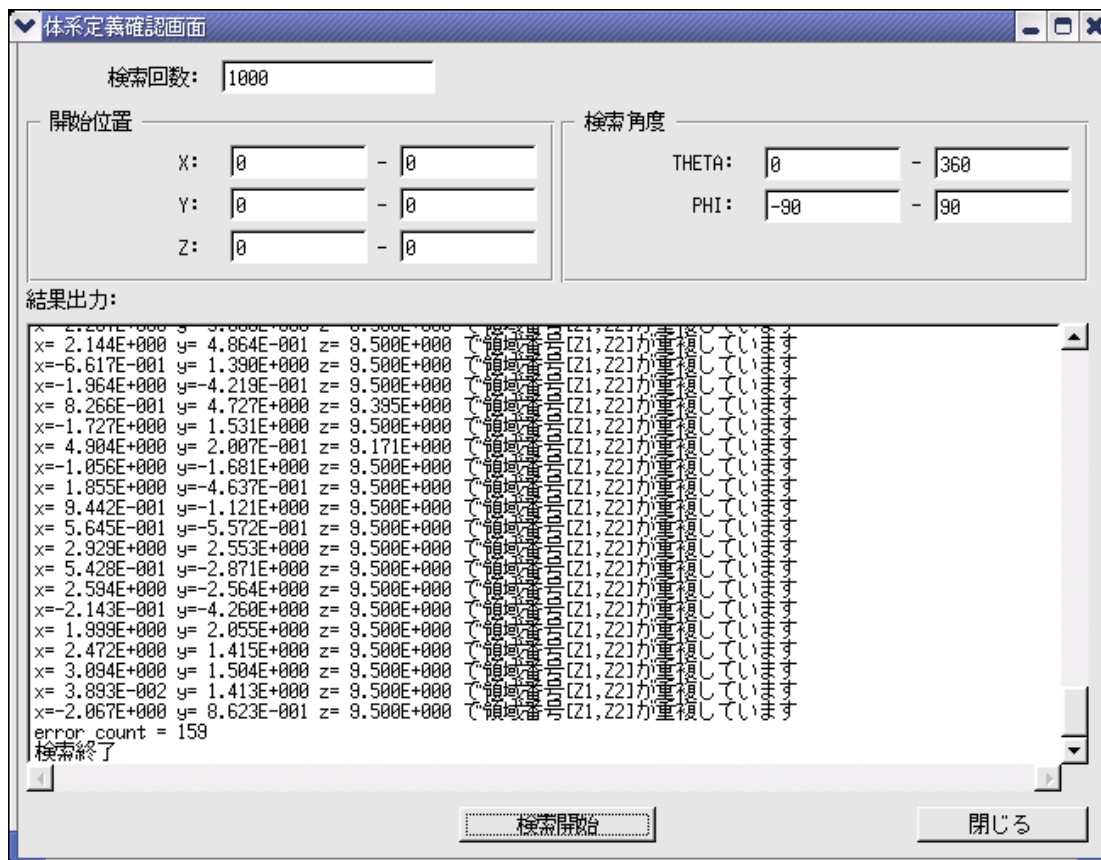 体系定義確認画面
検索回数: 1000
開始位置
X: 0 - 0
Y: 0 - 0
Z: 0 - 0
検索角度
THETA: 0 - 360
PHI: -90 - 90
結果出力:
x= 2.144E+000 y= 4.864E-001 z= 9.500E+000 で領域番号[Z1,Z2]が重複しています
x=-6.617E-001 y= 1.390E+000 z= 9.500E+000 で領域番号[Z1,Z2]が重複しています
x=-1.964E+000 y=-4.219E-001 z= 9.500E+000 で領域番号[Z1,Z2]が重複しています
x= 8.266E-001 y= 4.727E+000 z= 9.395E+000 で領域番号[Z1,Z2]が重複しています
x=-1.727E+000 y= 1.531E+000 z= 9.500E+000 で領域番号[Z1,Z2]が重複しています
x= 4.904E+000 y= 2.007E-001 z= 9.171E+000 で領域番号[Z1,Z2]が重複しています
x=-1.056E+000 y=-1.681E+000 z= 9.500E+000 で領域番号[Z1,Z2]が重複しています
x= 1.855E+000 y=-4.637E-001 z= 9.500E+000 で領域番号[Z1,Z2]が重複しています
x= 9.442E-001 y=-1.121E+000 z= 9.500E+000 で領域番号[Z1,Z2]が重複しています
x= 5.645E-001 y=-5.572E-001 z= 9.500E+000 で領域番号[Z1,Z2]が重複しています
x= 2.929E+000 y= 2.553E+000 z= 9.500E+000 で領域番号[Z1,Z2]が重複しています
x= 5.428E-001 y=-2.871E+000 z= 9.500E+000 で領域番号[Z1,Z2]が重複しています
x= 2.594E+000 y=-2.564E+000 z= 9.500E+000 で領域番号[Z1,Z2]が重複しています
x=-2.143E-001 y=-4.260E+000 z= 9.500E+000 で領域番号[Z1,Z2]が重複しています
x= 1.999E+000 y= 2.055E+000 z= 9.500E+000 で領域番号[Z1,Z2]が重複しています
x= 2.472E+000 y= 1.415E+000 z= 9.500E+000 で領域番号[Z1,Z2]が重複しています
x= 3.094E+000 y= 1.504E+000 z= 9.500E+000 で領域番号[Z1,Z2]が重複しています
x= 3.893E-002 y= 1.413E+000 z= 9.500E+000 で領域番号[Z1,Z2]が重複しています
x=-2.067E+000 y= 8.623E-001 z= 9.500E+000 で領域番号[Z1,Z2]が重複しています
error count = 159
検索終了
検索開始
閉じる